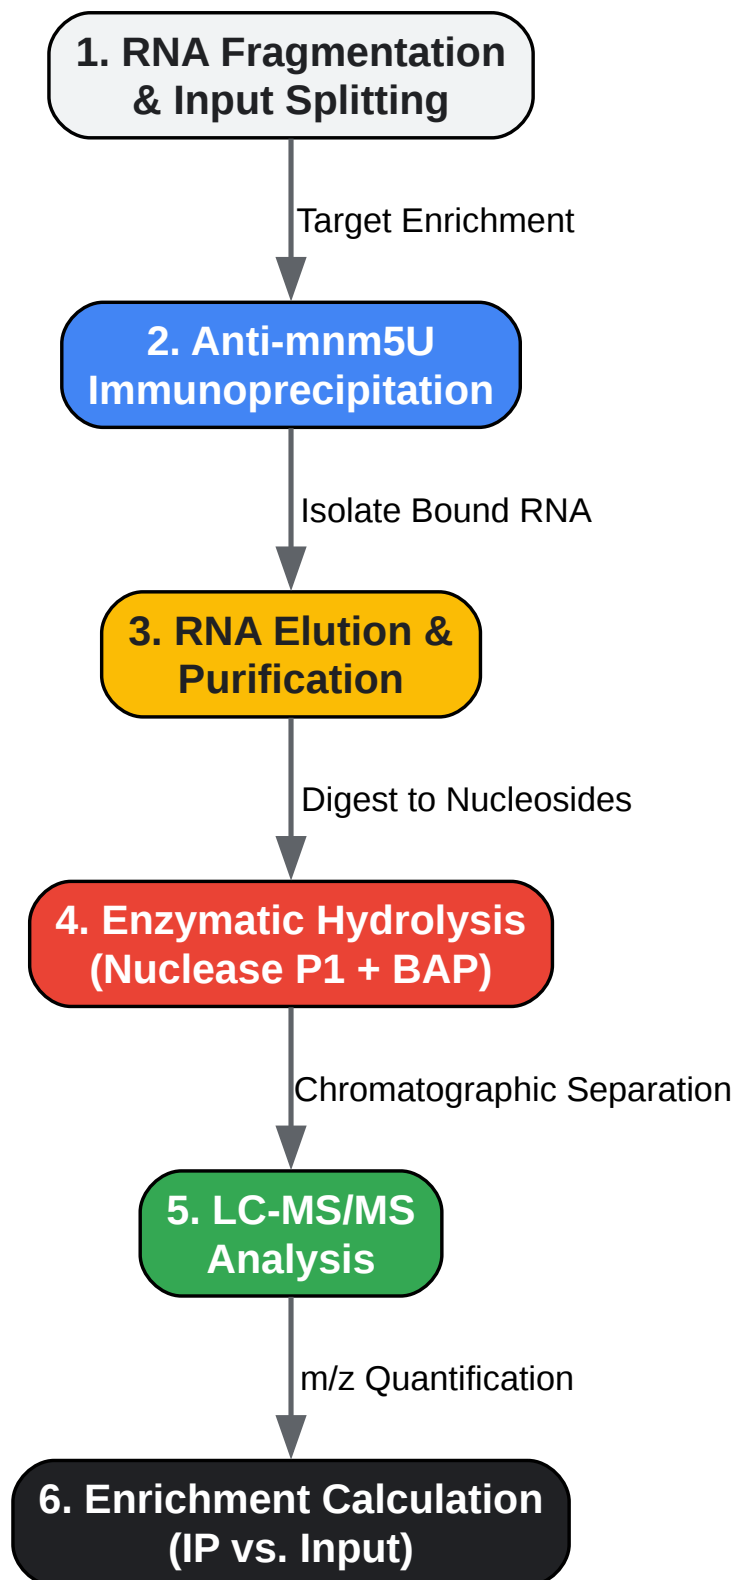 1. RNA Fragmentation
& Input Splitting
Target Enrichment
2. Anti-mnm5U
Immunoprecipitation
Isolate Bound RNA
3. RNA Elution &
Purification
Digest to Nucleosides
4. Enzymatic Hydrolysis
(Nuclease P1 + BAP)
Chromatographic Separation
5. LC-MS/MS
Analysis
m/z Quantification
6. Enrichment Calculation
(IP vs. Input)